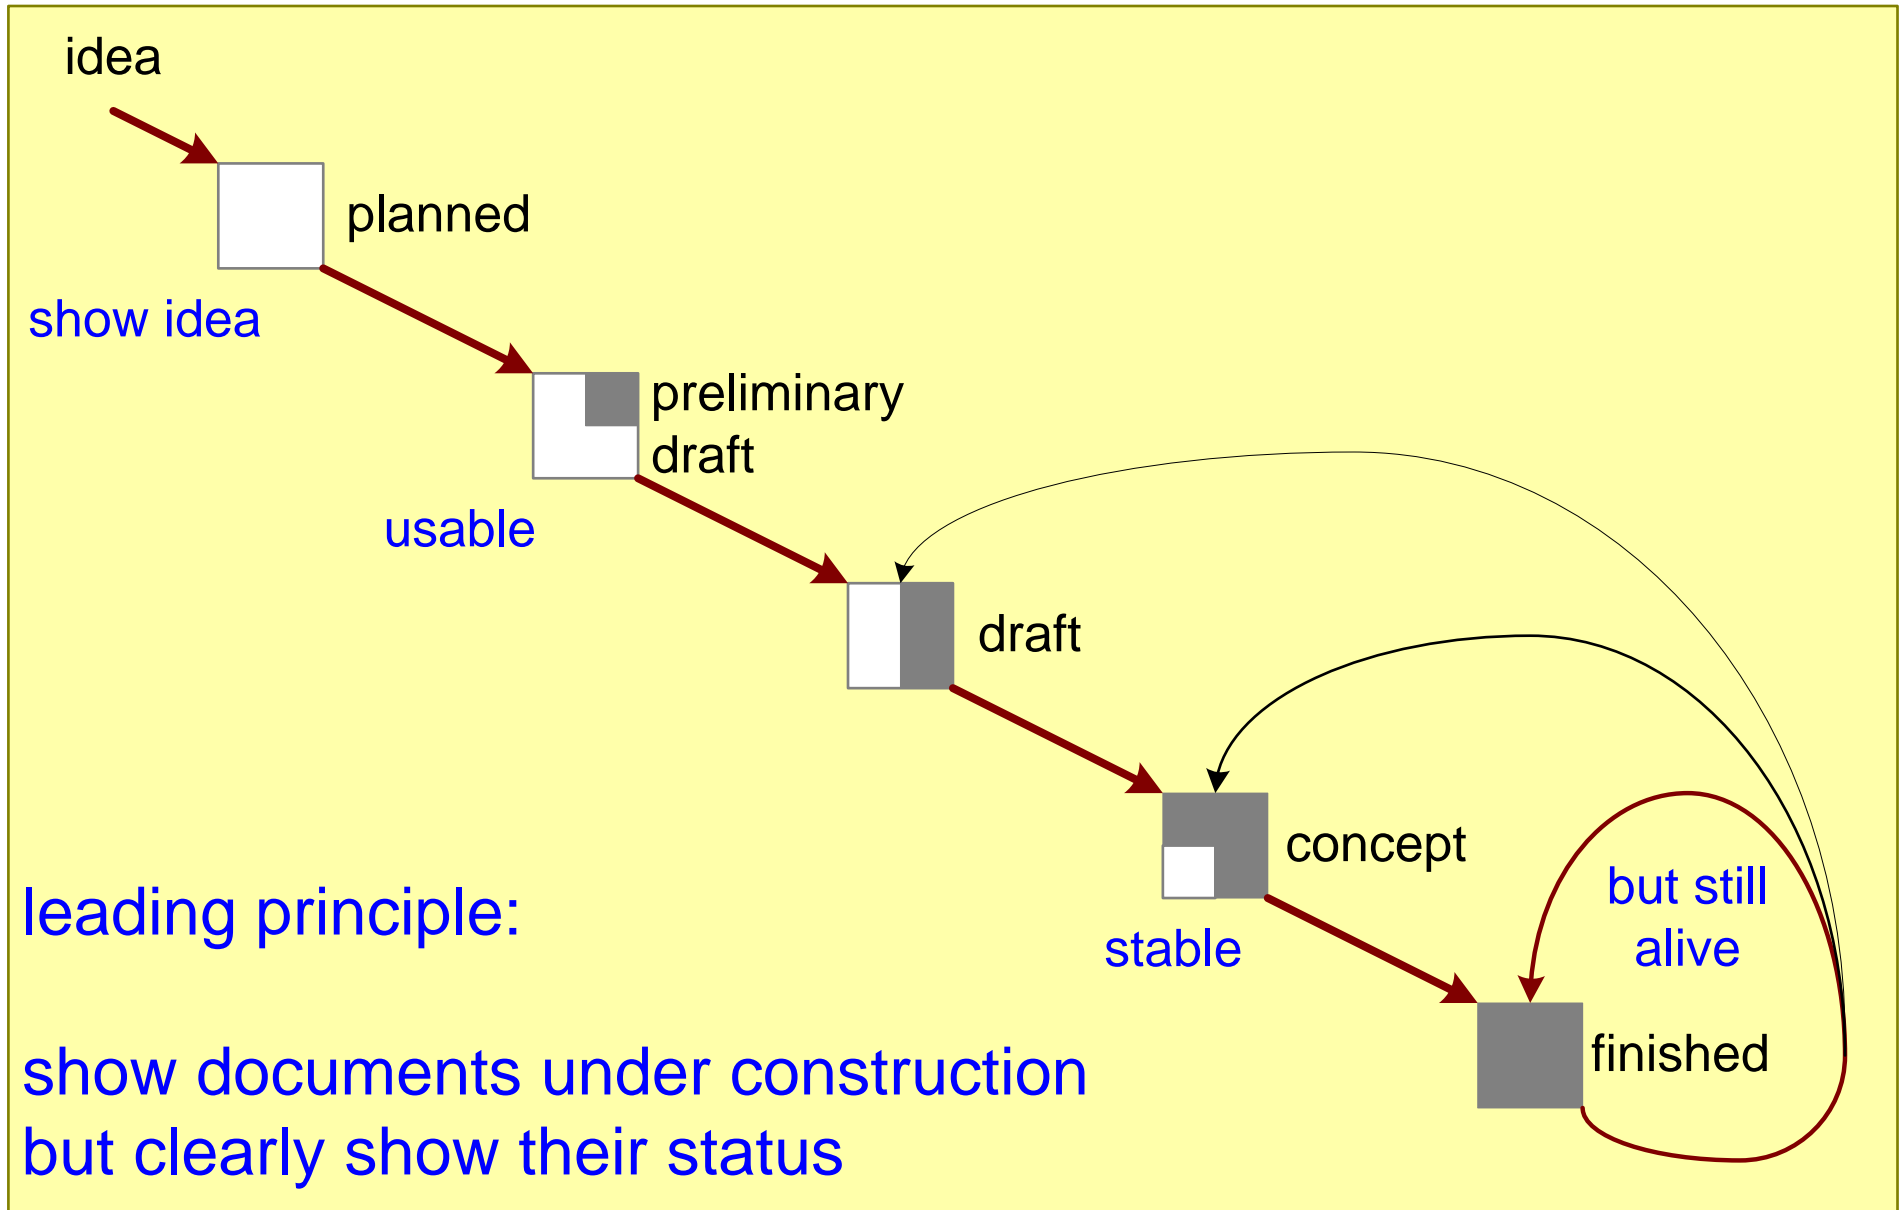 idea
planned
show idea
preliminary
draft
usable
draft
concept
but still
alive
leading principle:
stable
finished
show documents under construction
but clearly show their status